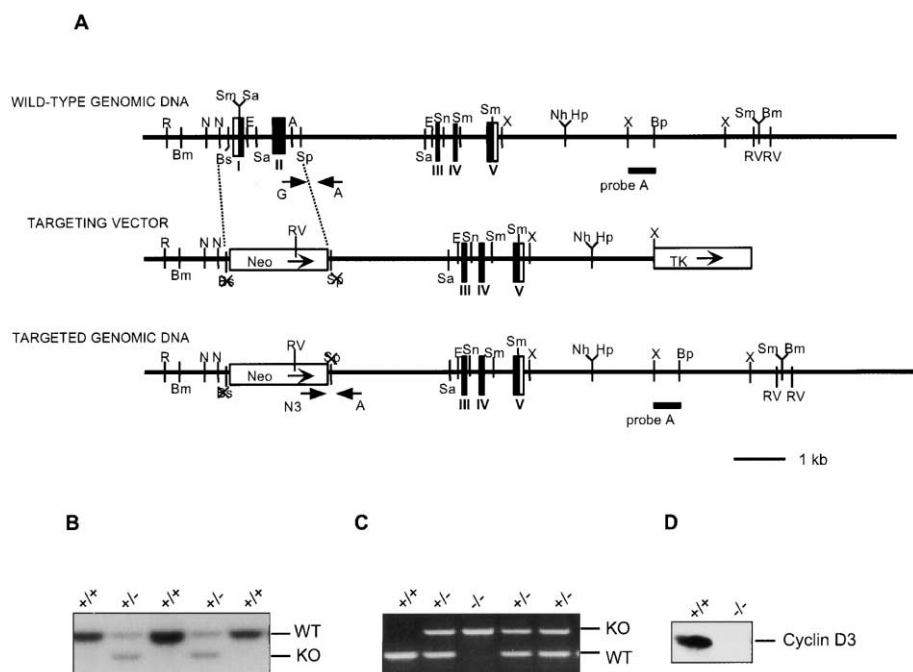 A
WILD-TYPE GENOMIC DNA
Sm Sa
R N N E A
Bm Bs Sa Sp
I II
E Sn Sm Sm X
Sa III IV V
Nh Hp X Bp X Sm Bm
RV RV
probe A
G A
TARGETING VECTOR
R N N RV
Bm Bs Neo Sp
E Sn Sm Sm X Nh Hp X
Sa III IV V TK
TARGETED GENOMIC DNA
R N N RV Sp
Bm Bs Neo
N3 A
E Sn Sm Sm X Nh Hp X Bp X Sm Bm
Sa III IV V
RV RV
probe A
1 kb
B
+/+ +/- +/+ +/- +/+
WT
KO
C
+/+ +/- -/- +/- +/-
KO
WT
D
+/+ -/-
Cyclin D3